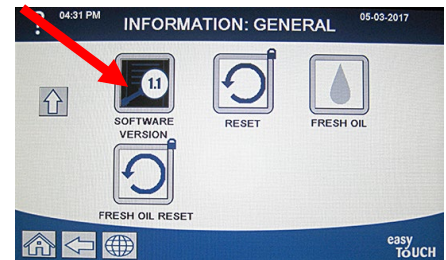 ?
04:31 PM
INFORMATION: GENERAL
05-03-2017
1.1
SOFTWARE
VERSION
RESET
FRESH OIL
FRESH OIL RESET
easy
TOUCH